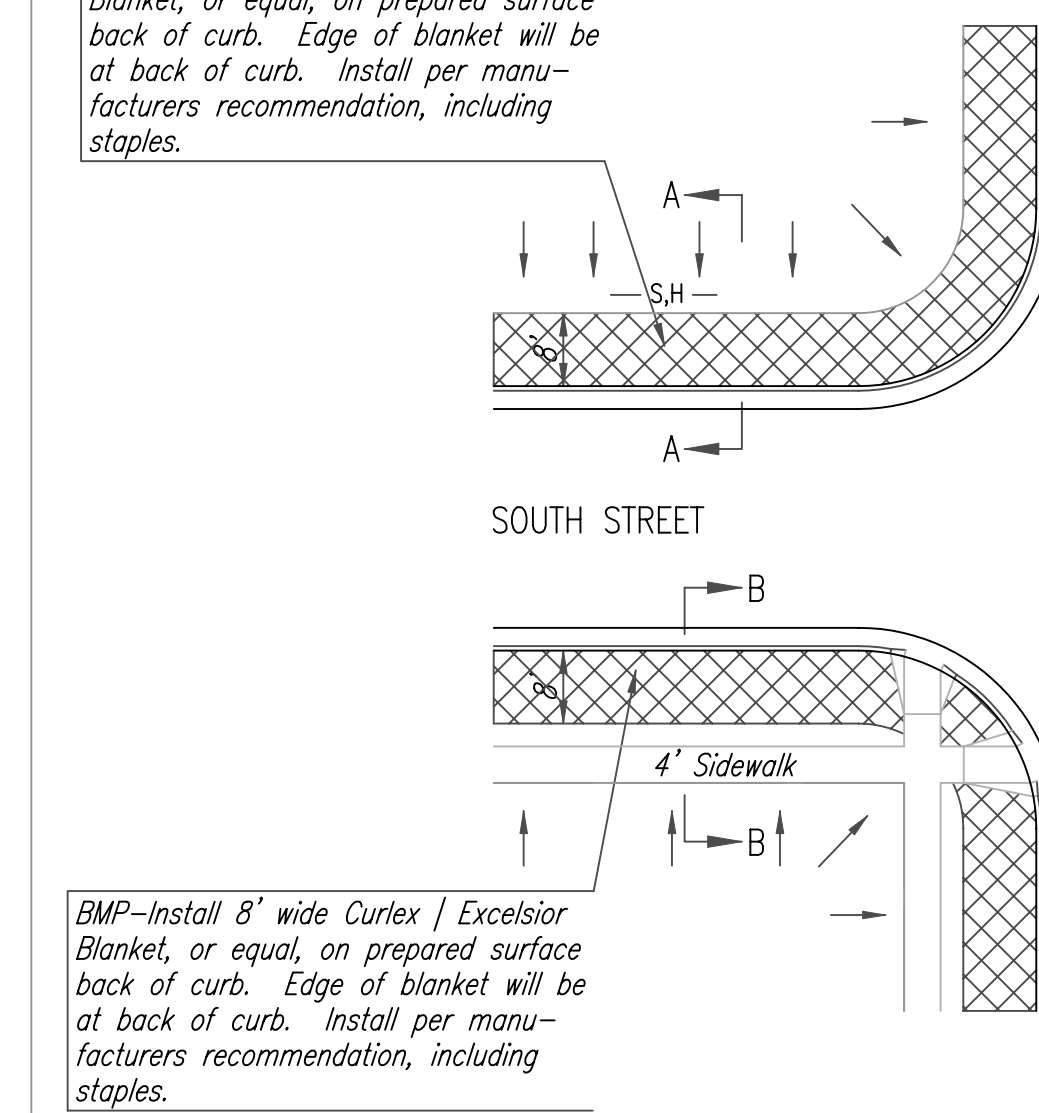 Blanket, or equal, on prepared surface
back of curb. Edge of blanket will be
at back of curb. Install per manu-
facturers recommendation, including
staples.
A
S,H
8'
A
SOUTH STREET
B
8'
4' Sidewalk
B
BMP-Install 8' wide Curlex / Excelsior
Blanket, or equal, on prepared surface
back of curb. Edge of blanket will be
at back of curb. Install per manu-
facturers recommendation, including
staples.